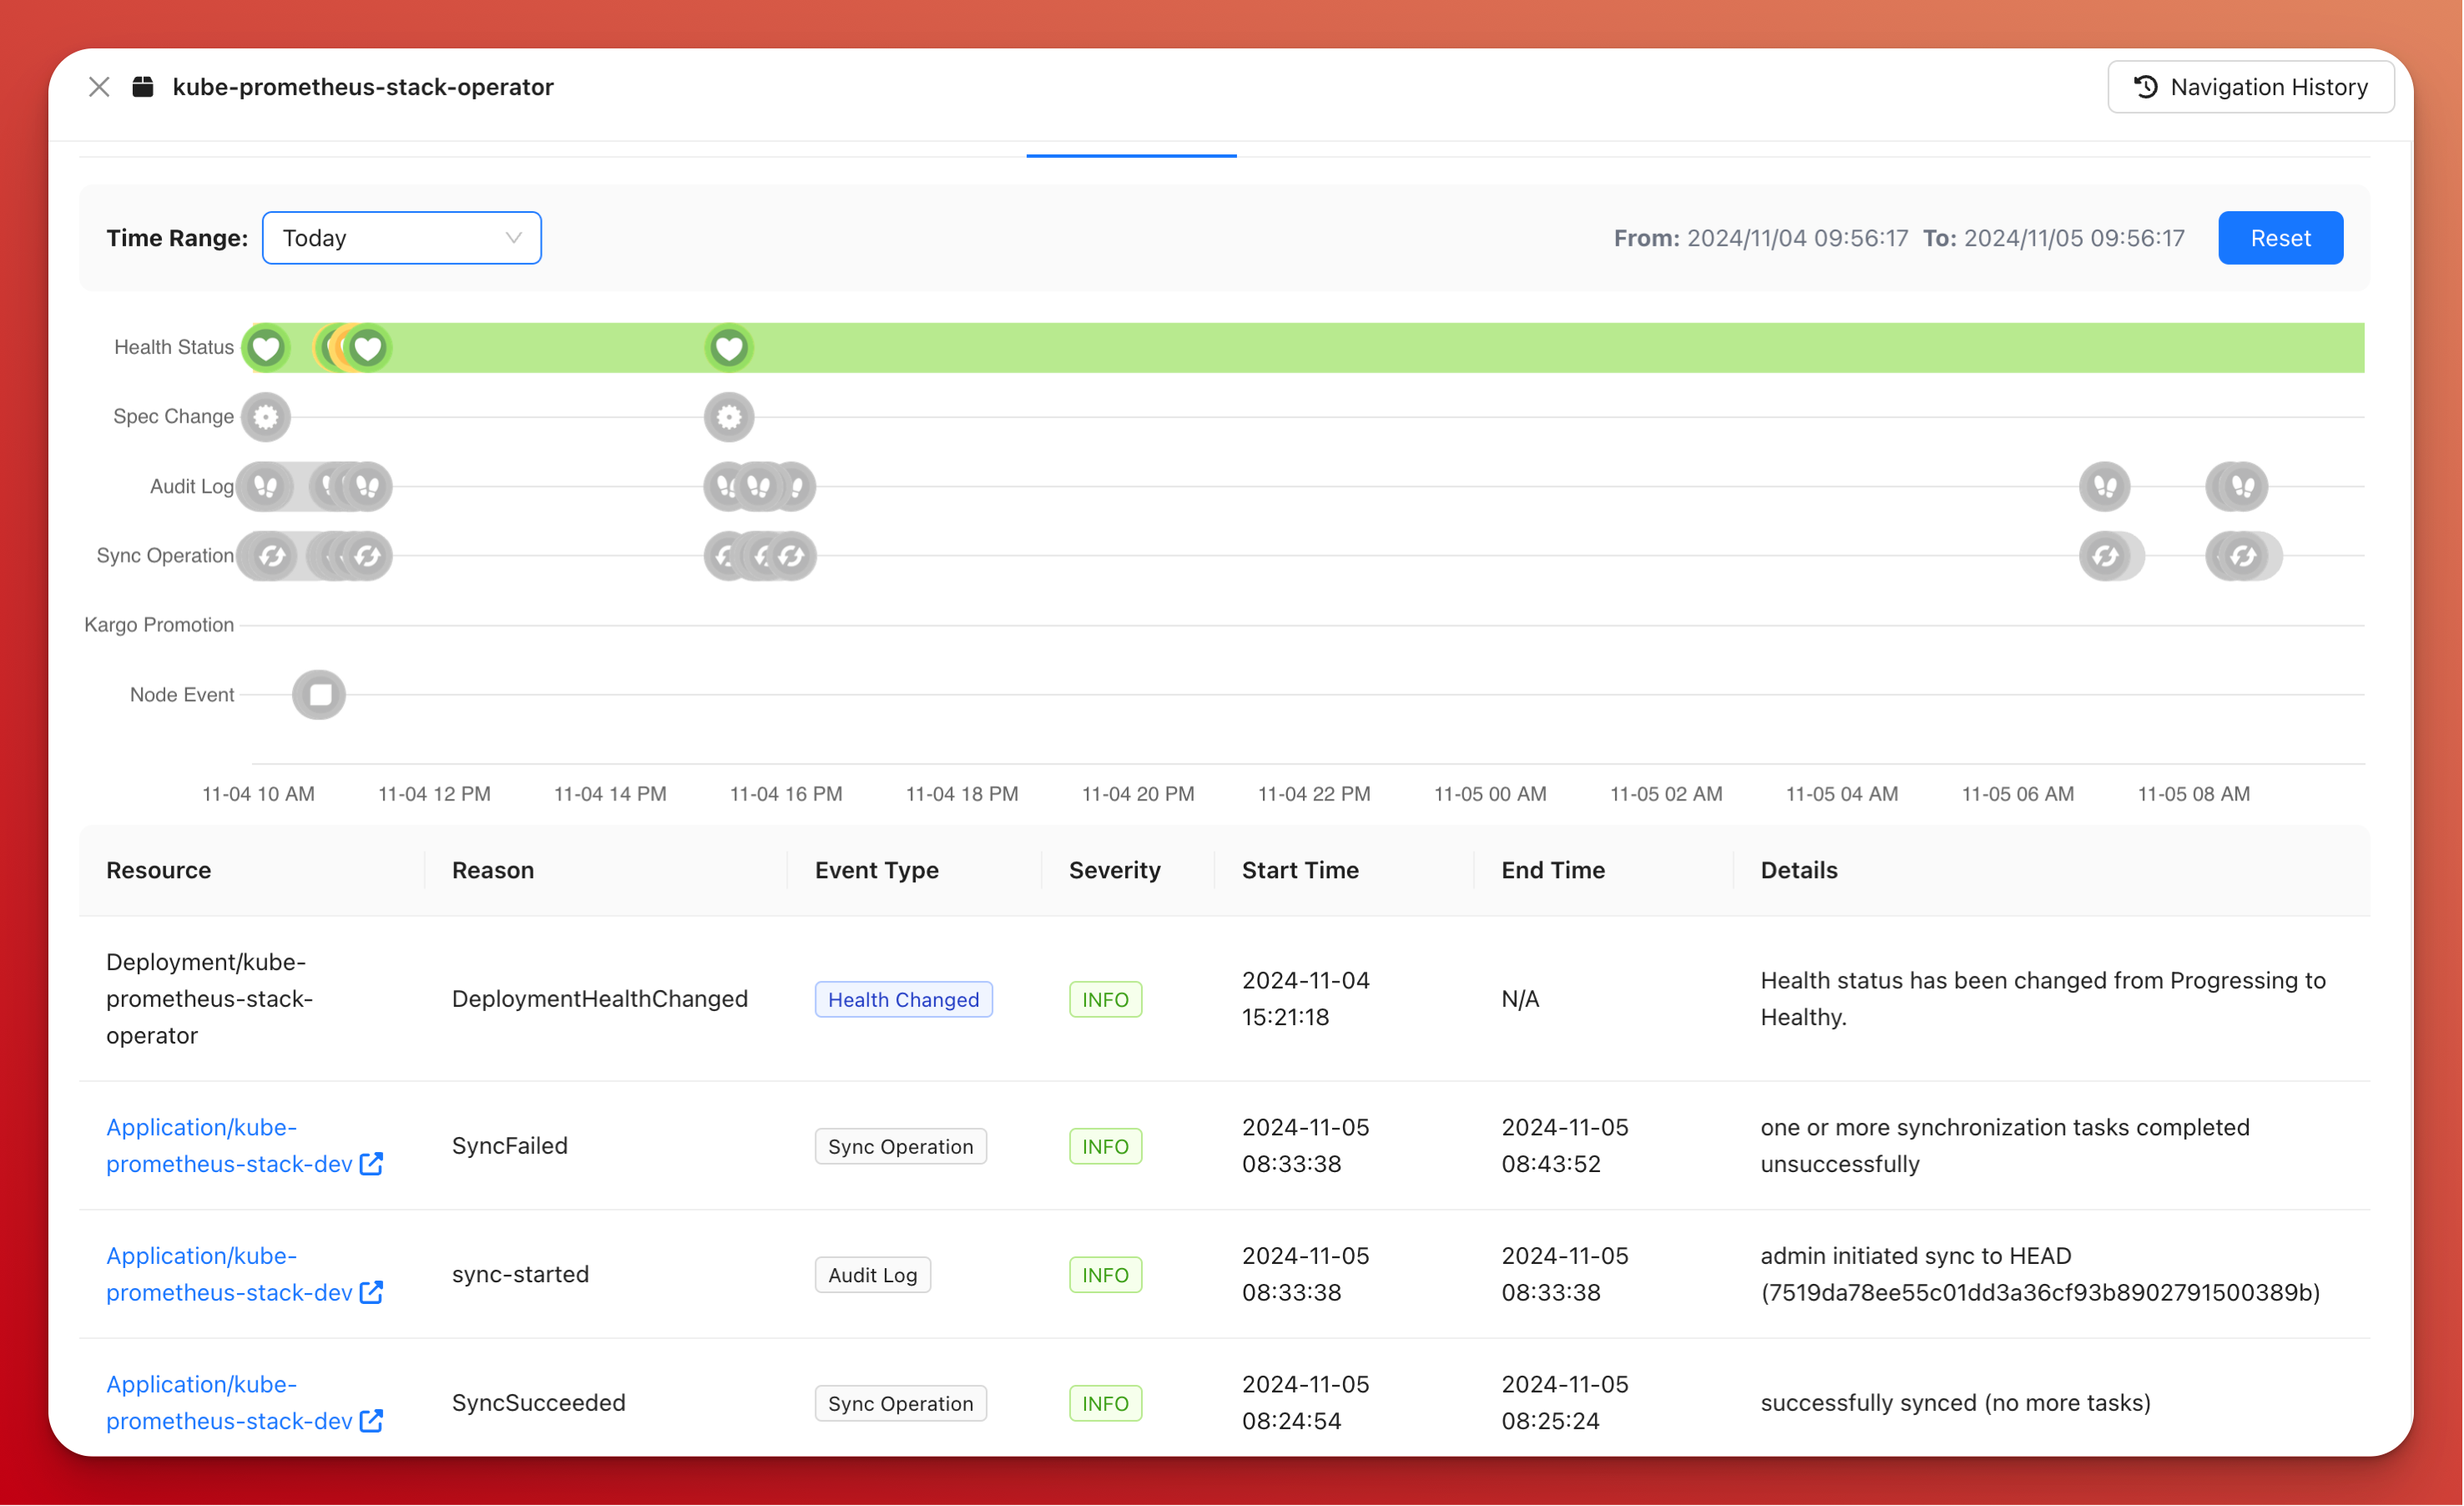 kube-prometheus-stack-operator
Navigation History
Time Range:
Today
From: 2024/11/04 09:56:17 To: 2024/11/05 09:56:17
Reset
Health Status
Spec Change
Audit Log
Sync Operation
Kargo Promotion
Node Event
11-04 10 AM 11-04 12 PM 11-04 14 PM 11-04 16 PM 11-04 18 PM 11-04 20 PM 11-04 22 PM 11-05 00 AM 11-05 02 AM 11-05 04 AM 11-05 06 AM 11-05 08 AM
Resource Reason Event Type Severity Start Time End Time Details
Deployment/kube-
prometheus-stack-
operator
DeploymentHealthChanged
Health Changed
INFO
2024-11-04
15:21:18
N/A
Health status has been changed from Progressing to
Healthy.
Application/kube-
prometheus-stack-dev
SyncFailed
Sync Operation
INFO
2024-11-05
08:33:38
2024-11-05
08:43:52
one or more synchronization tasks completed
unsuccessfully
Application/kube-
prometheus-stack-dev
sync-started
Audit Log
INFO
2024-11-05
08:33:38
2024-11-05
08:33:38
admin initiated sync to HEAD
(7519da78ee55c01dd3a36cf93b8902791500389b)
Application/kube-
prometheus-stack-dev
SyncSucceeded
Sync Operation
INFO
2024-11-05
08:24:54
2024-11-05
08:25:24
successfully synced (no more tasks)